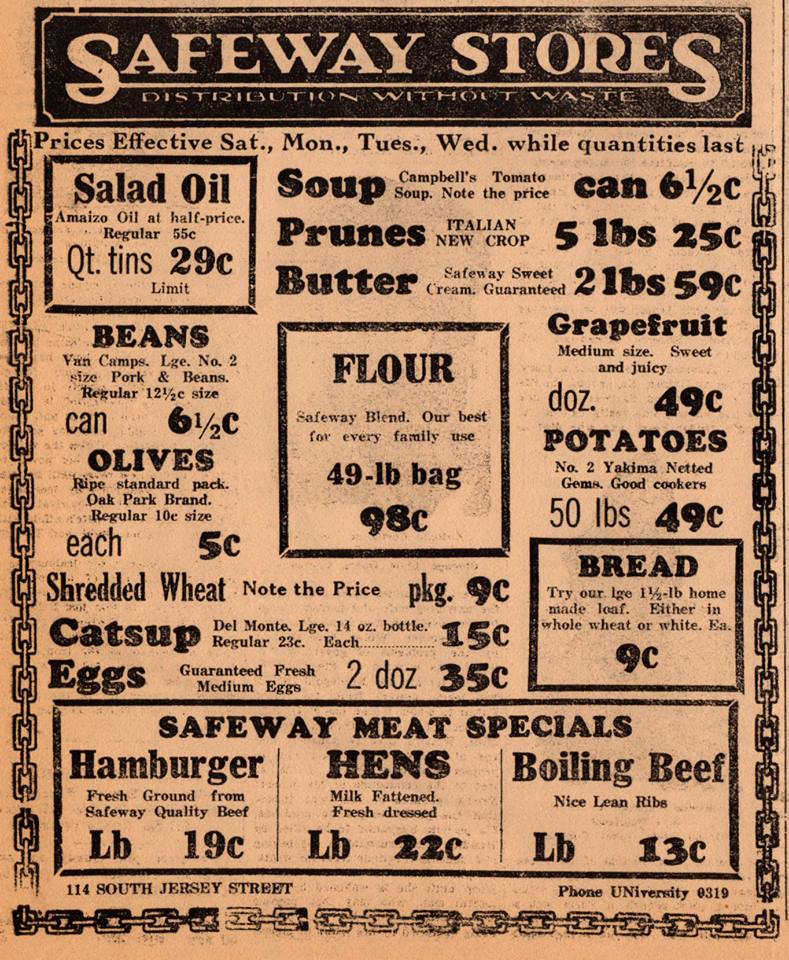 SAFEWAY STORES
DISTRIBUTION WITHOUT WASTE
Prices Effective Sat., Mon., Tues., Wed. while quantities last
Salad Oil
Amaizo Oil at half-price.
Regular 55c
Qt. tins 29c
Limit
Soup Campbell's Tomato
Soup. Note the price can 6½c
Prunes ITALIAN
NEW CROP 5 lbs 25c
Butter Safeway Sweet
Cream. Guaranteed 2 lbs 59c
BEANS
Van Camps. Lge. No. 2
size Pork & Beans.
Regular 12½c size
can 6½c
OLIVES
Ripe standard pack.
Oak Park Brand.
Regular 10c size
each 5c
FLOUR
Safeway Blend. Our best
for every family use
49-lb bag
98c
Grapefruit
Medium size. Sweet
and juicy
doz. 49c
POTATOES
No. 2 Yakima Netted
Gems. Good cookers
50 lbs 49c
Shredded Wheat Note the Price pkg. 9c
Catsup Del Monte. Lge. 14 oz. bottle.
Regular 23c. Each............... 15c
Eggs Guaranteed Fresh
Medium Eggs 2 doz 35c
BREAD
Try our lge 1½-lb home
made loaf. Either in
whole wheat or white. Ea.
9c
SAFEWAY MEAT SPECIALS
Hamburger
Fresh Ground from
Safeway Quality Beef
Lb 19c
HENS
Milk Fattened.
Fresh dressed
Lb 22c
Boiling Beef
Nice Lean Ribs
Lb 13c
114 SOUTH JERSEY STREET Phone UNiversity 0319